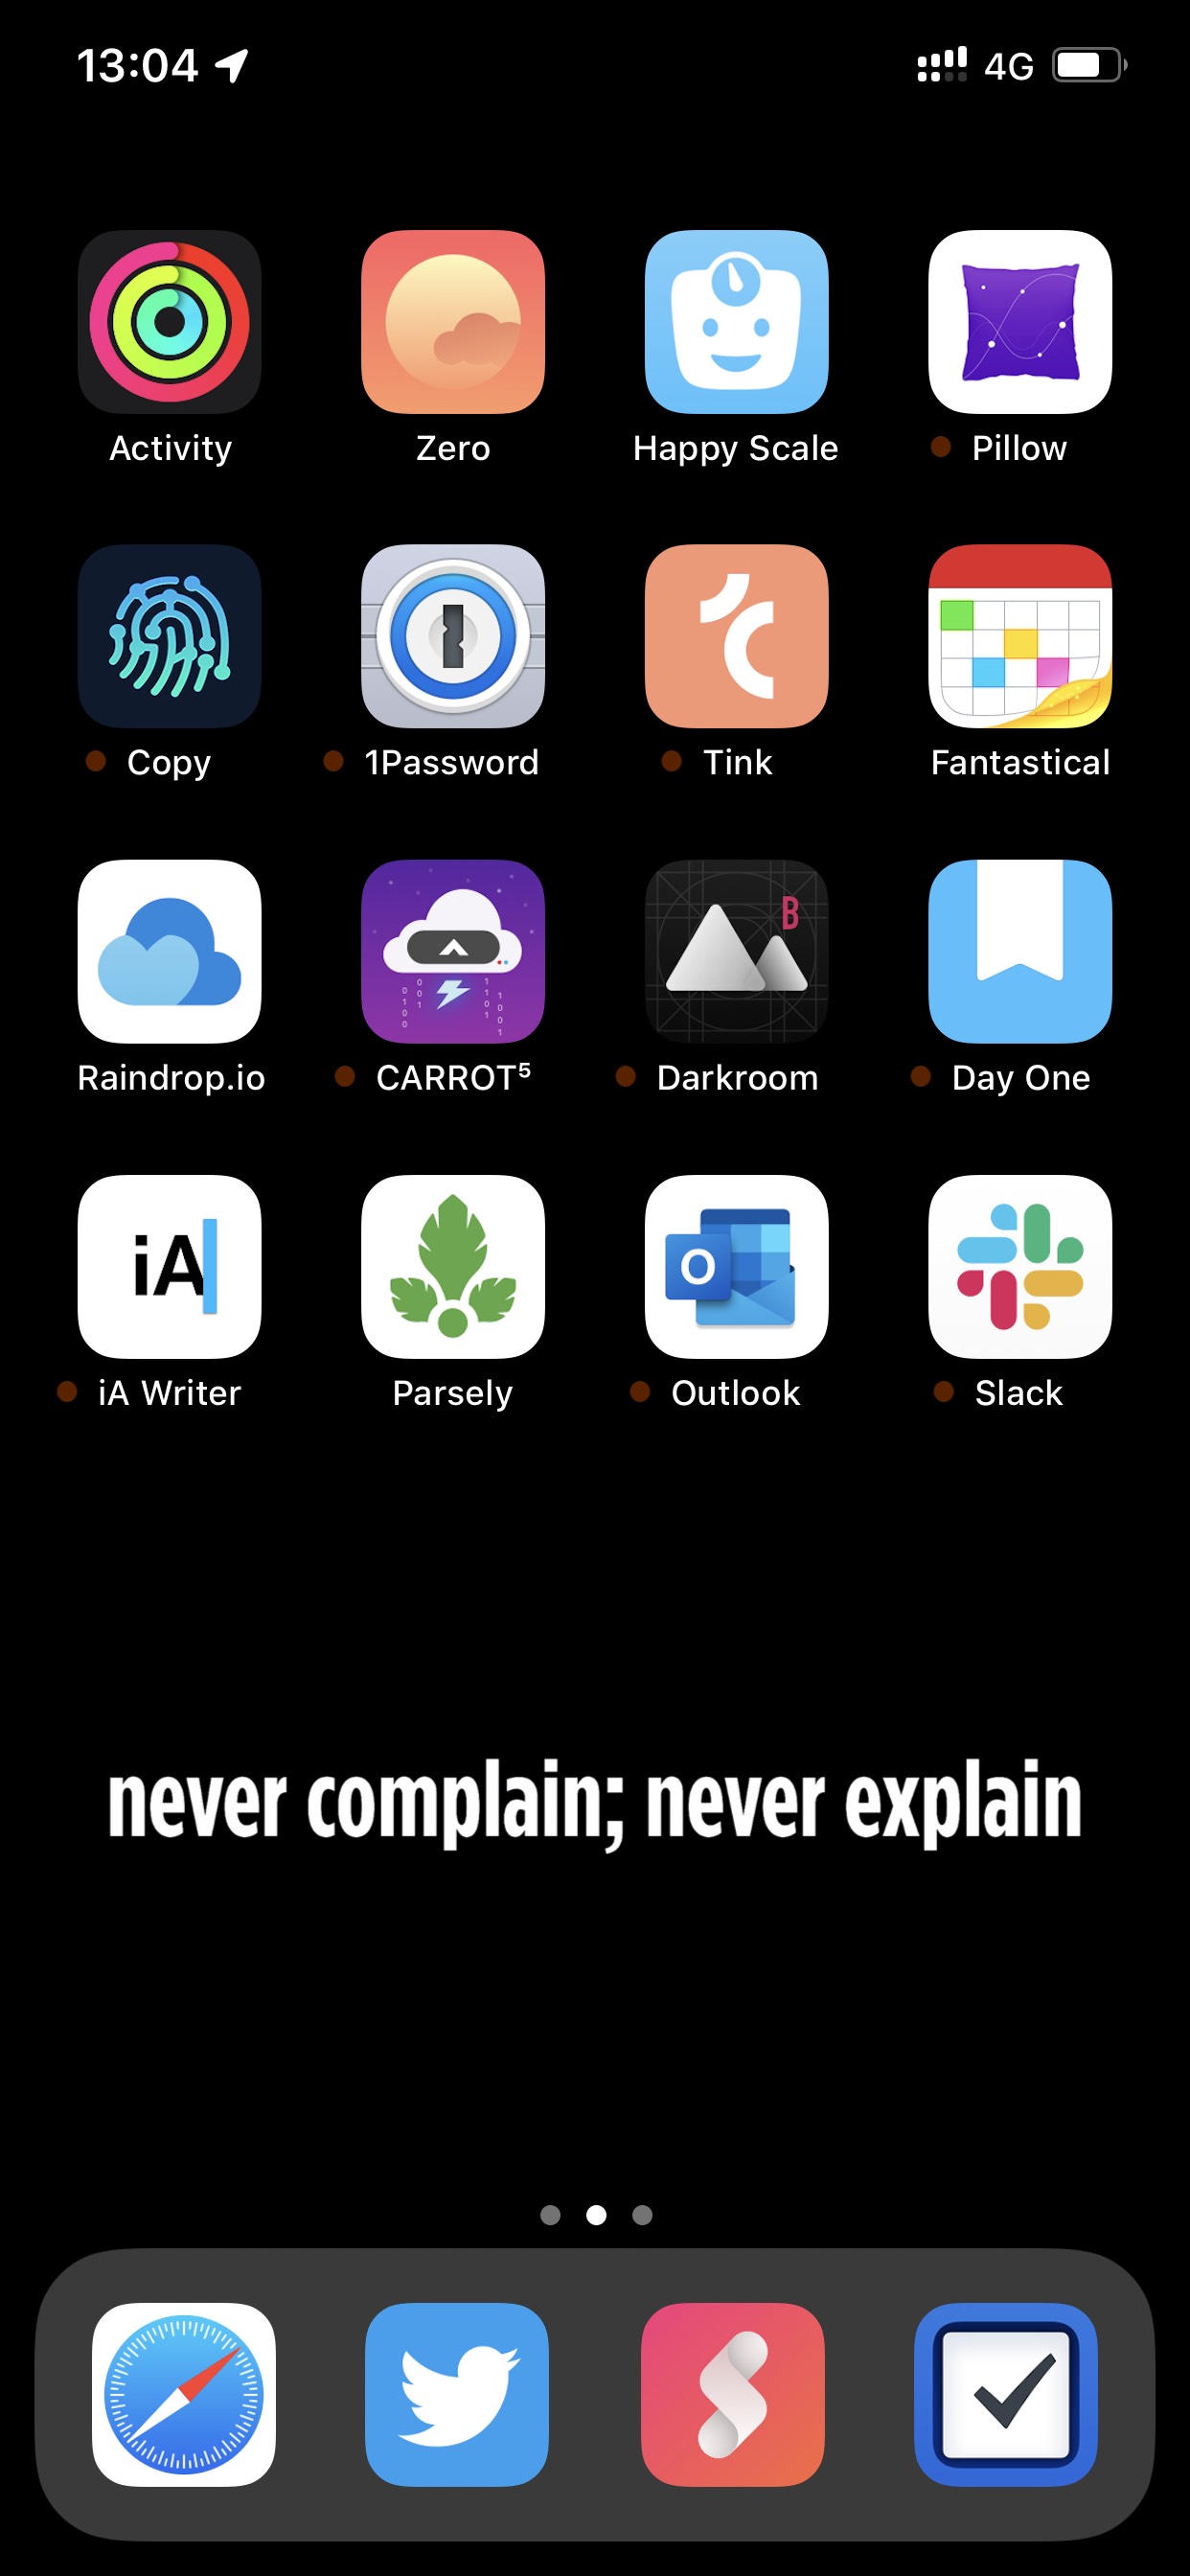 13:04 4G
Activity Zero Happy Scale Pillow
Copy 1Password Tink Fantastical
Raindrop.io CARROT⁵ Darkroom Day One
B
iA
O
iA Writer Parsely Outlook Slack
never complain; never explain